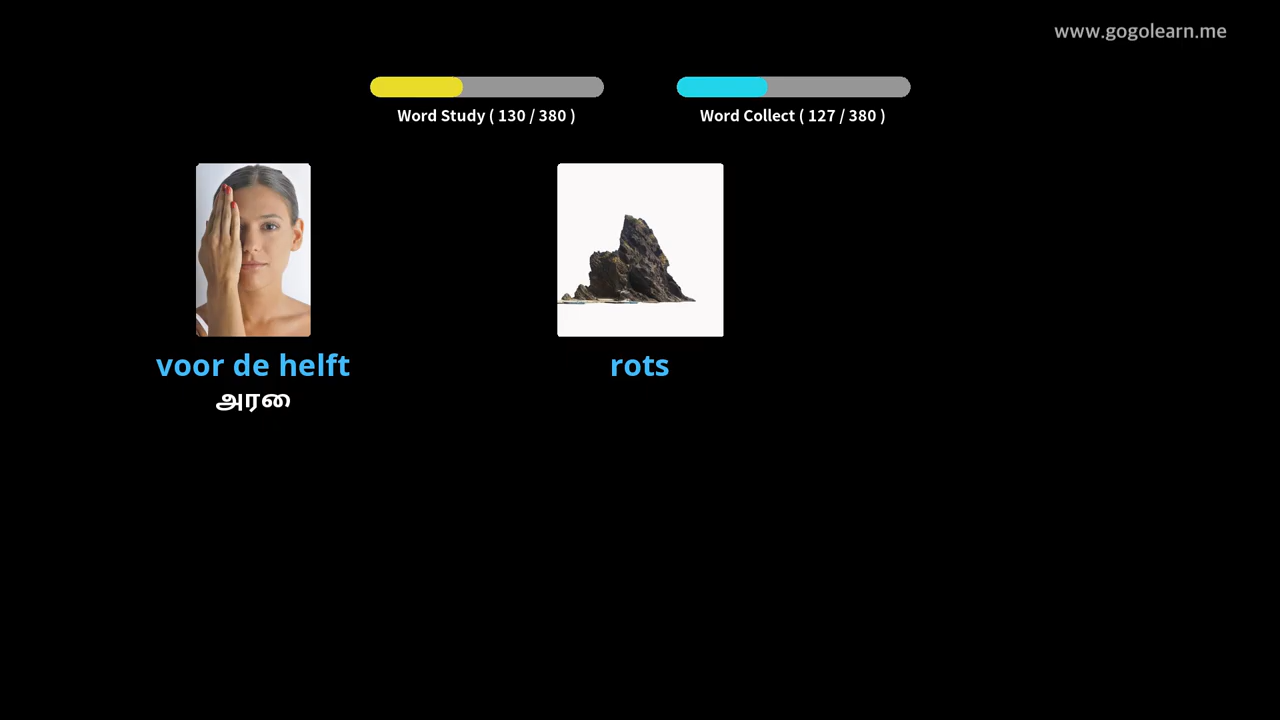 www.gogolearn.me
Word Study ( 130 / 380 )
Word Collect ( 127 / 380 )
voor de helft
அரை
rots